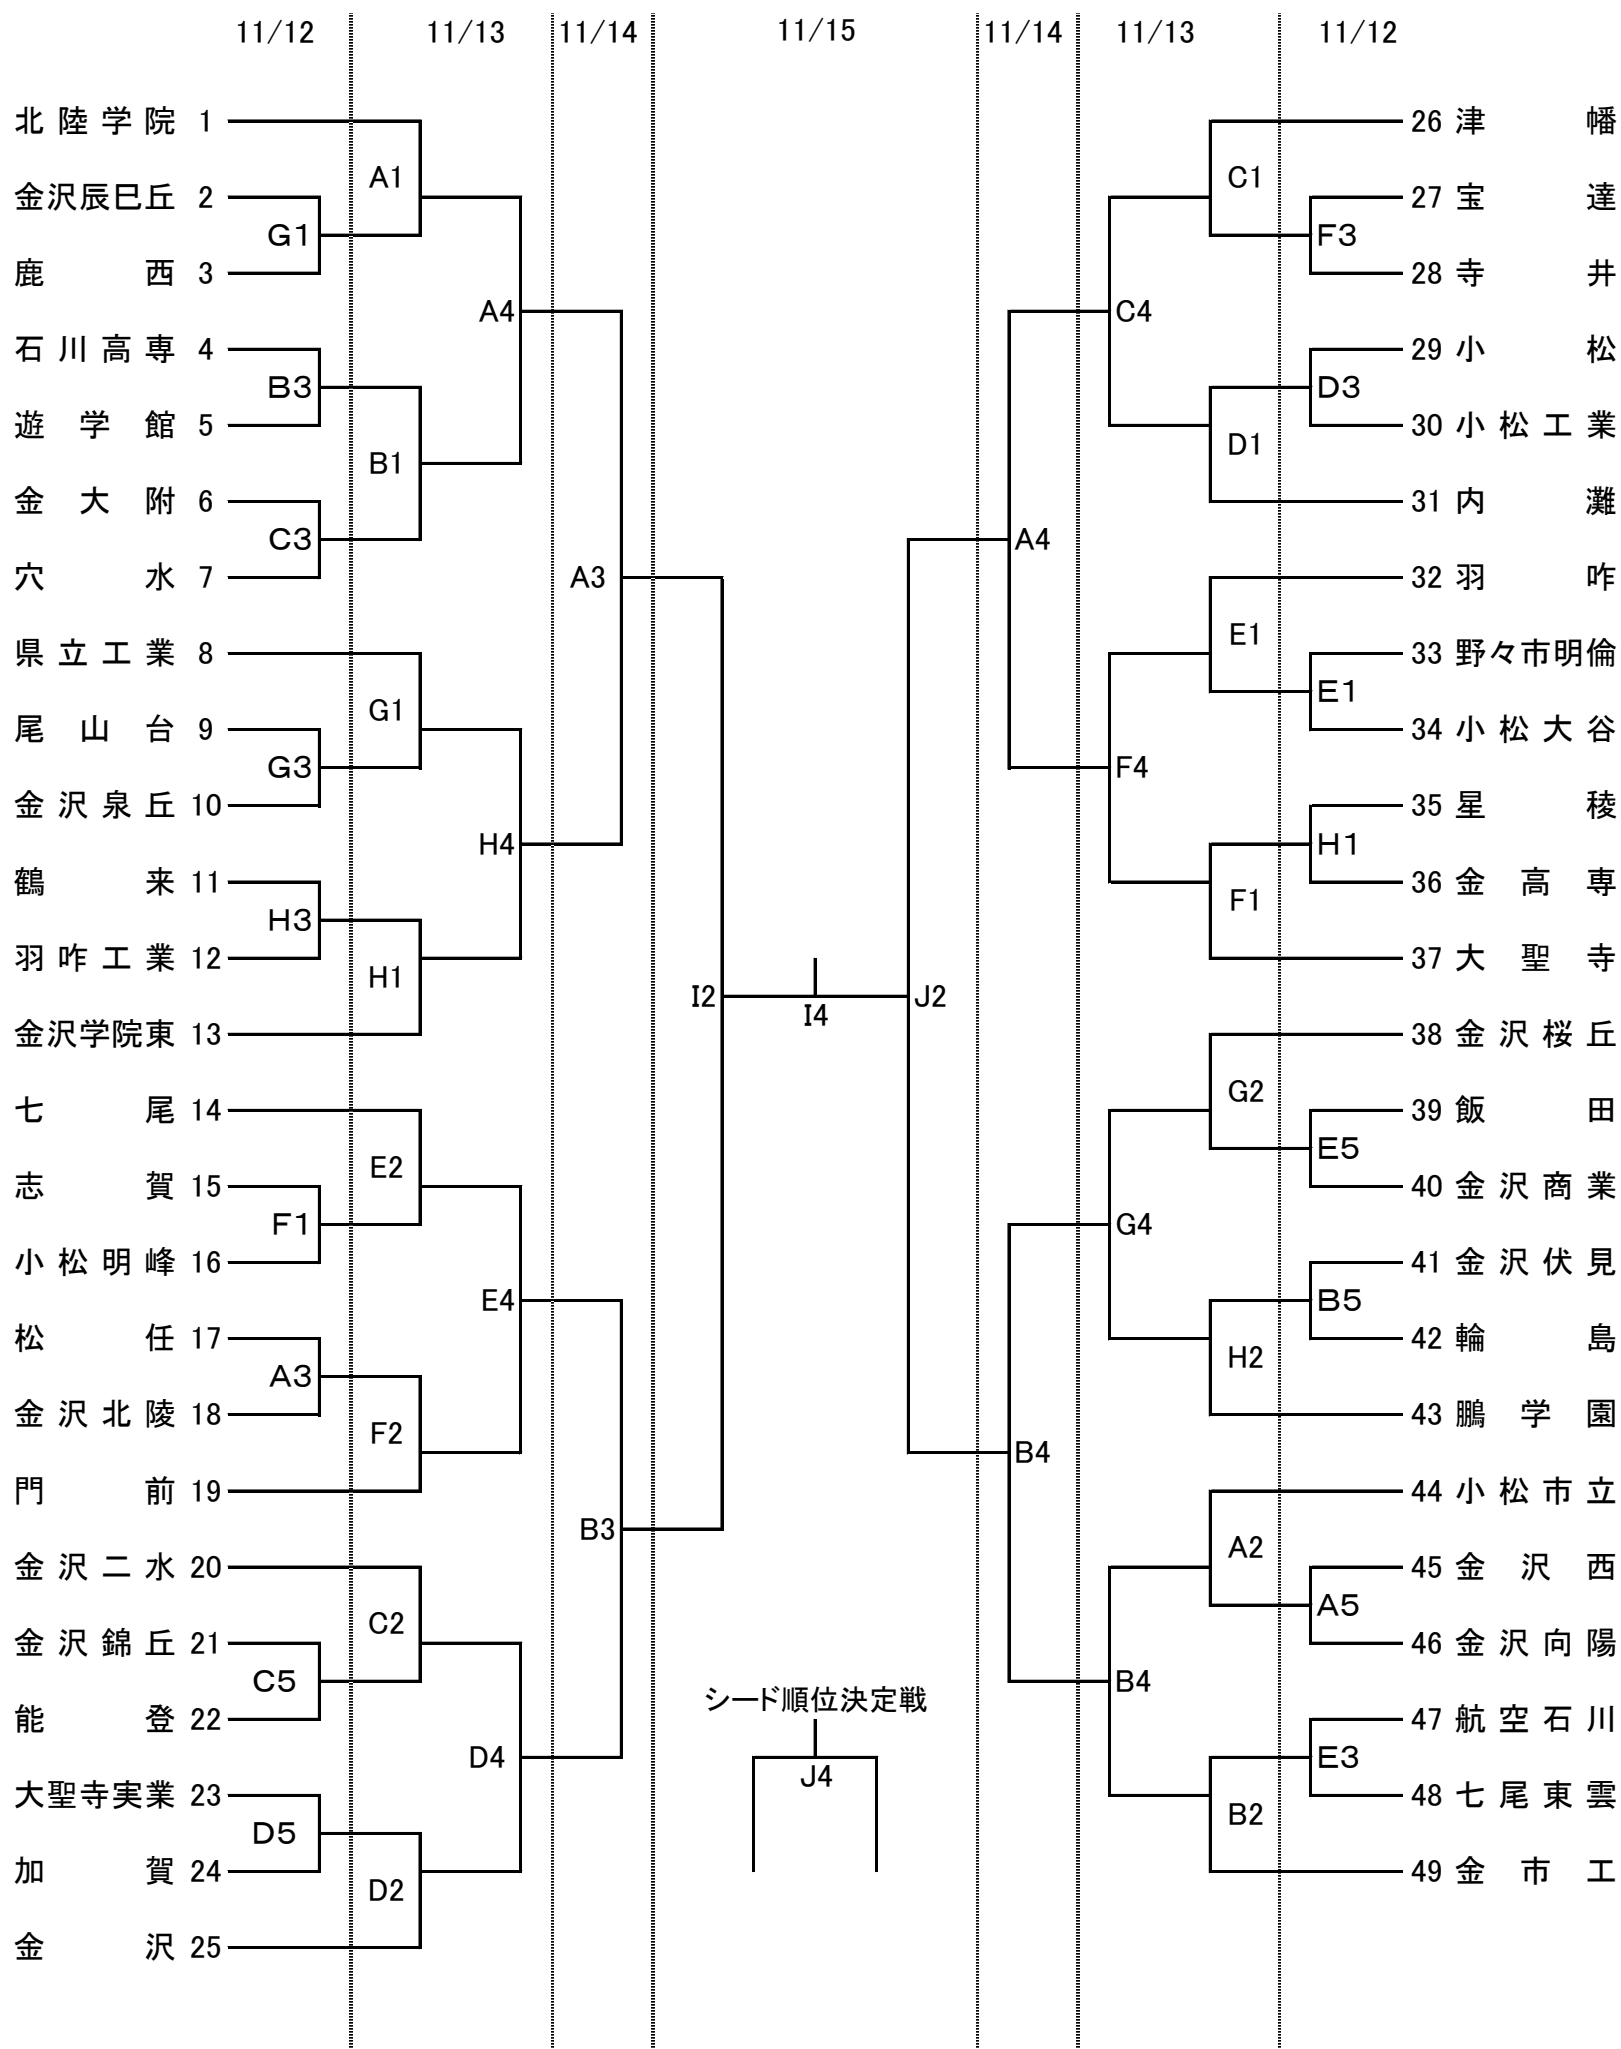 11/12 11/13 11/14 11/15 11/14 11/13 11/12
北陸学院 1
金沢辰巳丘 2
鹿西 3
石川高専 4
遊学館 5
金大附 6
穴水 7
県立工業 8
尾山台 9
金沢泉丘 10
鶴来 11
羽咋工業 12
金沢学院東 13
七尾 14
志賀 15
小松明峰 16
松任 17
金沢北陵 18
門前 19
金沢二水 20
金沢錦丘 21
能登 22
大聖寺実業 23
加賀 24
金沢 25
G1
B3
C3
G3
H3
F1
A3
C5
D5
A1
B1
G1
H1
E2
F2
C2
D2
A4
H4
E4
D4
A3
B3
I2
I4
J2
シード順位決定戦
J4
A4
B4
C4
F4
G4
B4
C1
D1
E1
F1
G2
H2
A2
B2
F3
D3
E1
H1
E5
B5
A5
E3
26 津幡
27 宝達
28 寺井
29 小松
30 小松工業
31 内灘
32 羽咋
33 野々市明倫
34 小松大谷
35 星稜
36 金高専
37 大聖寺
38 金沢桜丘
39 飯田
40 金沢商業
41 金沢伏見
42 輪島
43 鵬学園
44 小松市立
45 金沢西
46 金沢向陽
47 航空石川
48 七尾東雲
49 金市工